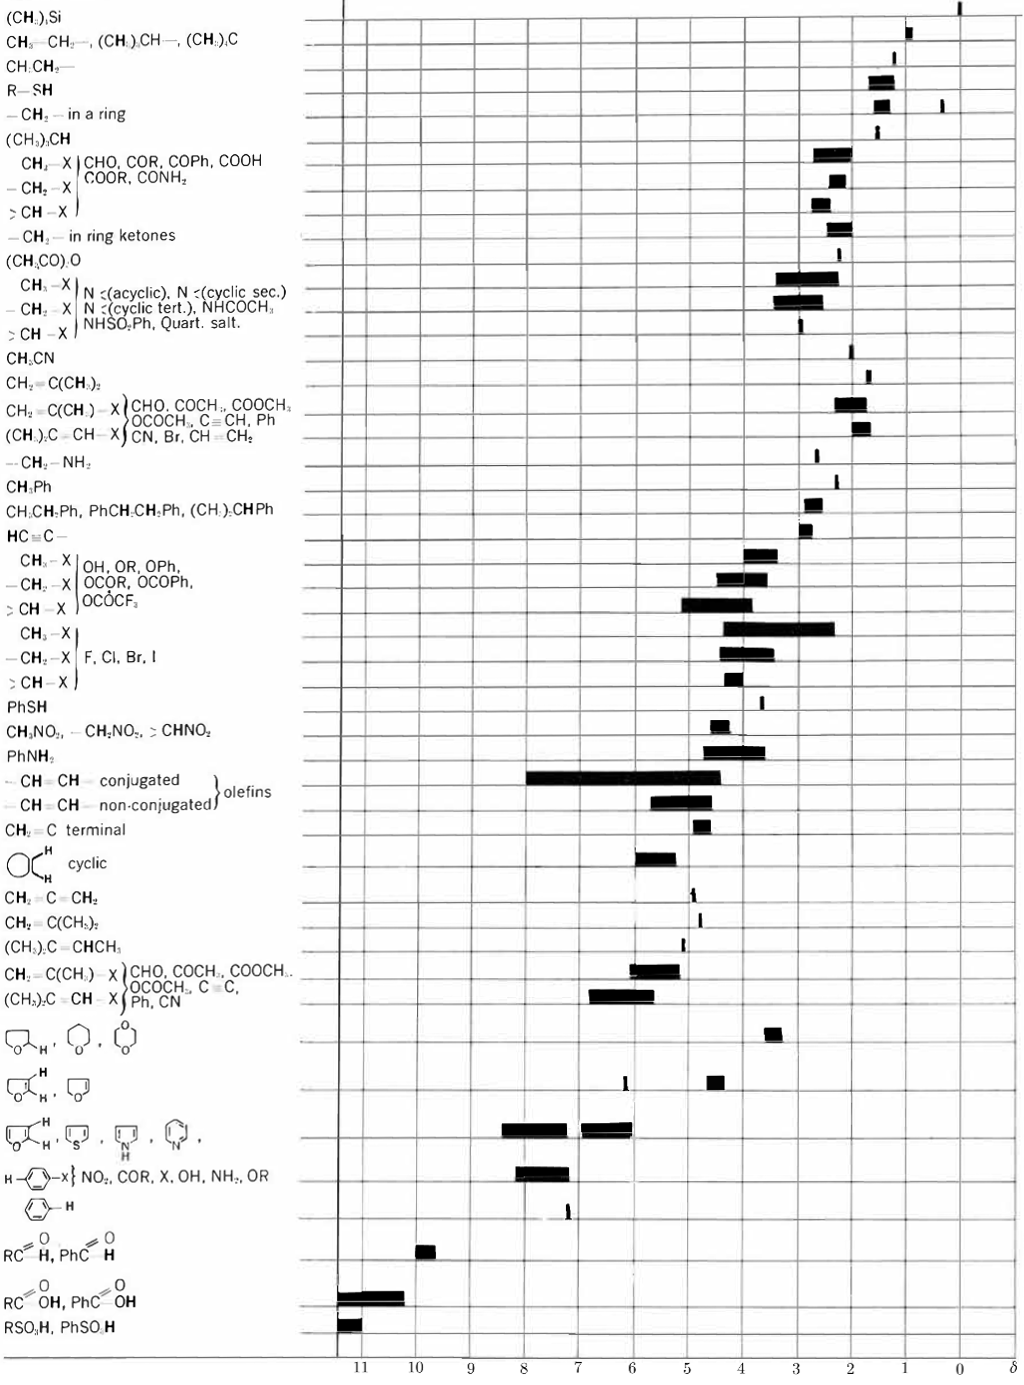 (CH₃)₄Si
CH₃—CH₂—, (CH₃)₂CH—, (CH₃)₃C
CH₃CH₂—
R—SH
—CH₂— in a ring
(CH₃)₃CH
CH₃—X CHO, COR, COPh, COOH
—CH₂—X COOR, CONH₂
>CH—X
—CH₂— in ring ketones
(CH₃CO)₂O
CH₃—X N<(acyclic), N<(cyclic sec.)
—CH₂—X N<(cyclic tert.), NHCOCH₃
>CH—X NHSO₂Ph, Quart. salt.
CH₃CN
CH₂=C(CH₃)₂
CH₂=C(CH₃)—X CHO, COCH₃, COOCH₃
OCOCH₃, C≡CH, Ph
(CH₃)₂C=CH—X CN, Br, CH=CH₂
—CH₂—NH₂
CH₃Ph
CH₃CH₂Ph, PhCH₂CH₂Ph, (CH₃)₂CHPh
HC≡C—
CH₃—X OH, OR, OPh,
—CH₂—X OCOR, OCOPh,
>CH—X OCOCF₃
CH₃—X
—CH₂—X F, Cl, Br, I
>CH—X
PhSH
CH₃NO₂, —CH₂NO₂, >CHNO₂
PhNH₂
—CH=CH— conjugated
olefins
—CH=CH— non-conjugated
CH₂=C terminal
H
cyclic
H
CH₂=C=CH₂
CH₂=C(CH₃)₂
(CH₃)₂C=CHCH₃
CH₂=C(CH₃)—X CHO, COCH₃, COOCH₃.
OCOCH₃, C≡C,
(CH₃)₂C=CH—X Ph, CN
O H, O, O O
H
O H, O
H
O H, S, N H, N,
H X NO₂, COR, X, OH, NH₂, OR
H
O O
RC H, PhC H
O O
RC OH, PhC OH
RSO₃H, PhSO₃H
11 10 9 8 7 6 5 4 3 2 1 0 δ